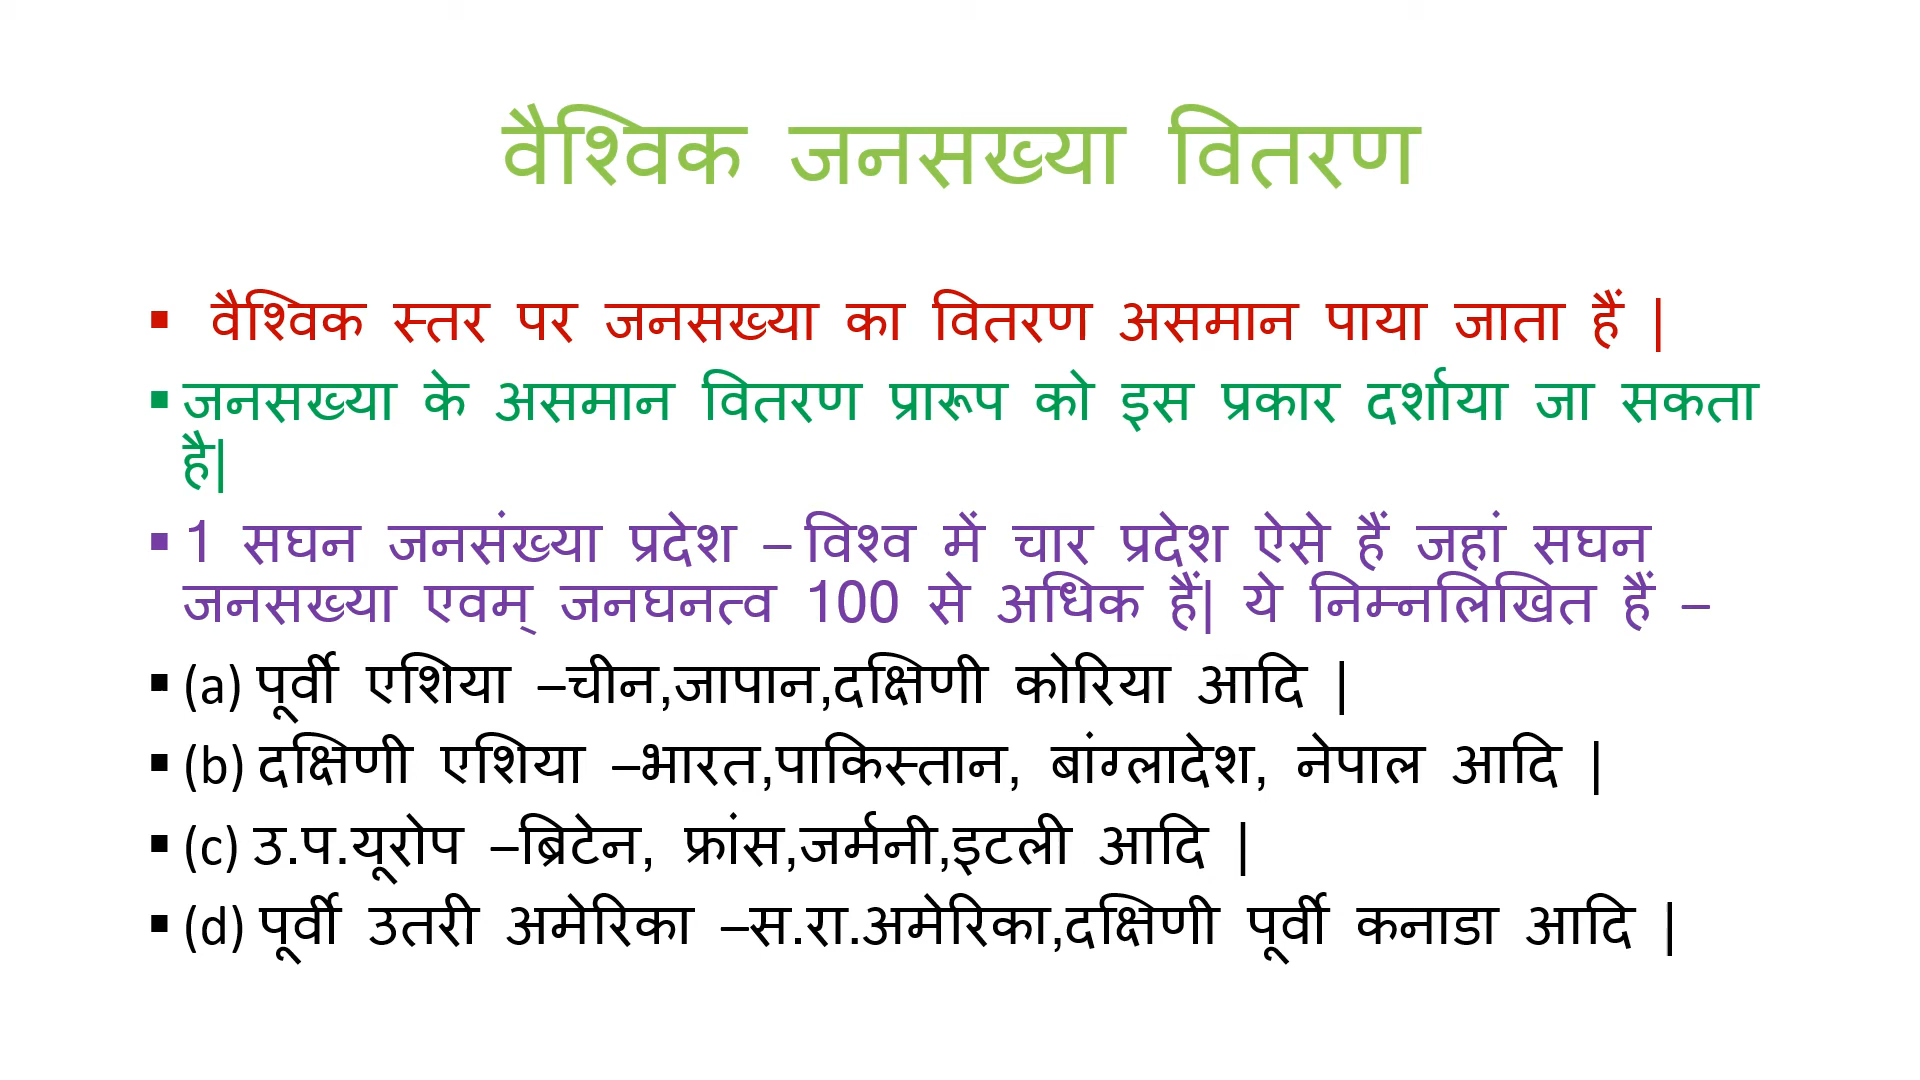 वैश्विक जनसख्या वितरण
▪ वैश्विक स्तर पर जनसख्या का वितरण असमान पाया जाता हैं |
▪ जनसख्या के असमान वितरण प्रारूप को इस प्रकार दर्शाया जा सकता
है|
▪ 1 सघन जनसंख्या प्रदेश – विश्व में चार प्रदेश ऐसे हैं जहां सघन
जनसख्या एवम् जनघनत्व 100 से अधिक हैं| ये निम्नलिखित हैं –
▪ (a) पूर्वी एशिया –चीन,जापान,दक्षिणी कोरिया आदि |
▪ (b) दक्षिणी एशिया –भारत,पाकिस्तान, बांग्लादेश, नेपाल आदि |
▪ (c) उ.प.यूरोप –ब्रिटेन, फ्रांस,जर्मनी,इटली आदि |
▪ (d) पूर्वी उतरी अमेरिका –स.रा.अमेरिका,दक्षिणी पूर्वी कनाडा आदि |